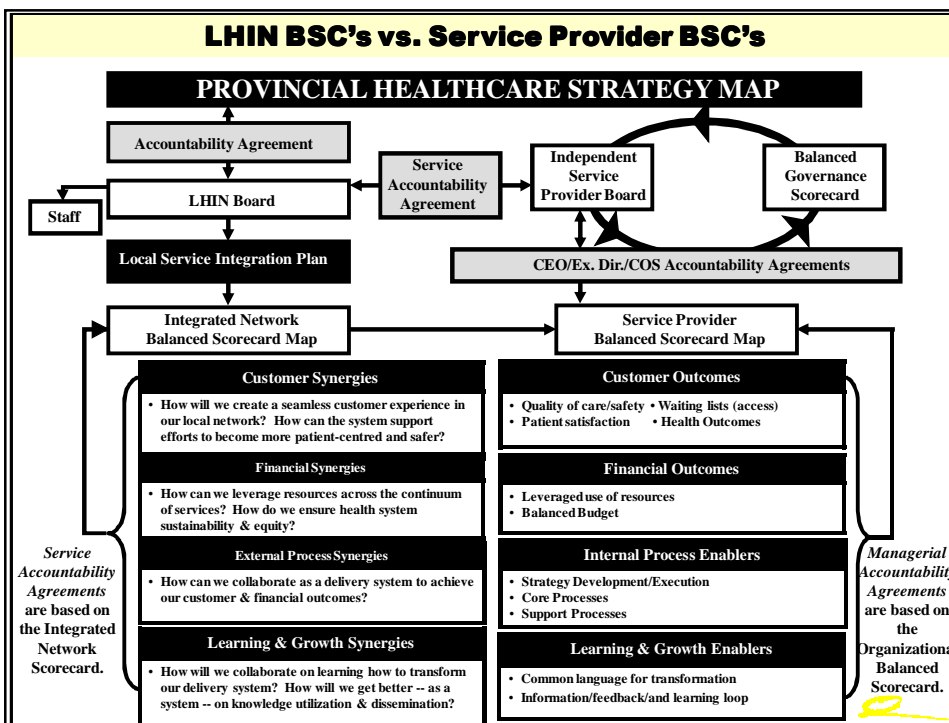 LHIN BSC's vs. Service Provider BSC's
PROVINCIAL HEALTHCARE STRATEGY MAP
Accountability Agreement
LHIN Board
Staff
Local Service Integration Plan
Integrated Network
Balanced Scorecard Map
Service
Accountability
Agreement
Independent
Service
Provider Board
Balanced
Governance
Scorecard
CEO/Ex. Dir./COS Accountability Agreements
Service Provider
Balanced Scorecard Map
Customer Synergies
• How will we create a seamless customer experience in
our local network? How can the system support
efforts to become more patient-centred and safer?
Financial Synergies
• How can we leverage resources across the continuum
of services? How do we ensure health system
sustainability & equity?
External Process Synergies
• How can we collaborate as a delivery system to achieve
our customer & financial outcomes?
Learning & Growth Synergies
• How will we collaborate on learning how to transform
our delivery system? How will we get better -- as a
system -- on knowledge utilization & dissemination?
Customer Outcomes
• Quality of care/safety • Waiting lists (access)
• Patient satisfaction • Health Outcomes
Financial Outcomes
• Leveraged use of resources
• Balanced Budget
Internal Process Enablers
• Strategy Development/Execution
• Core Processes
• Support Processes
Learning & Growth Enablers
• Common language for transformation
• Information/feedback/and learning loop
Service
Accountability
Agreements
are based on
the Integrated
Network
Scorecard.
Managerial
Accountability
Agreements
are based on
the
Organizationa
Balanced
Scorecard.